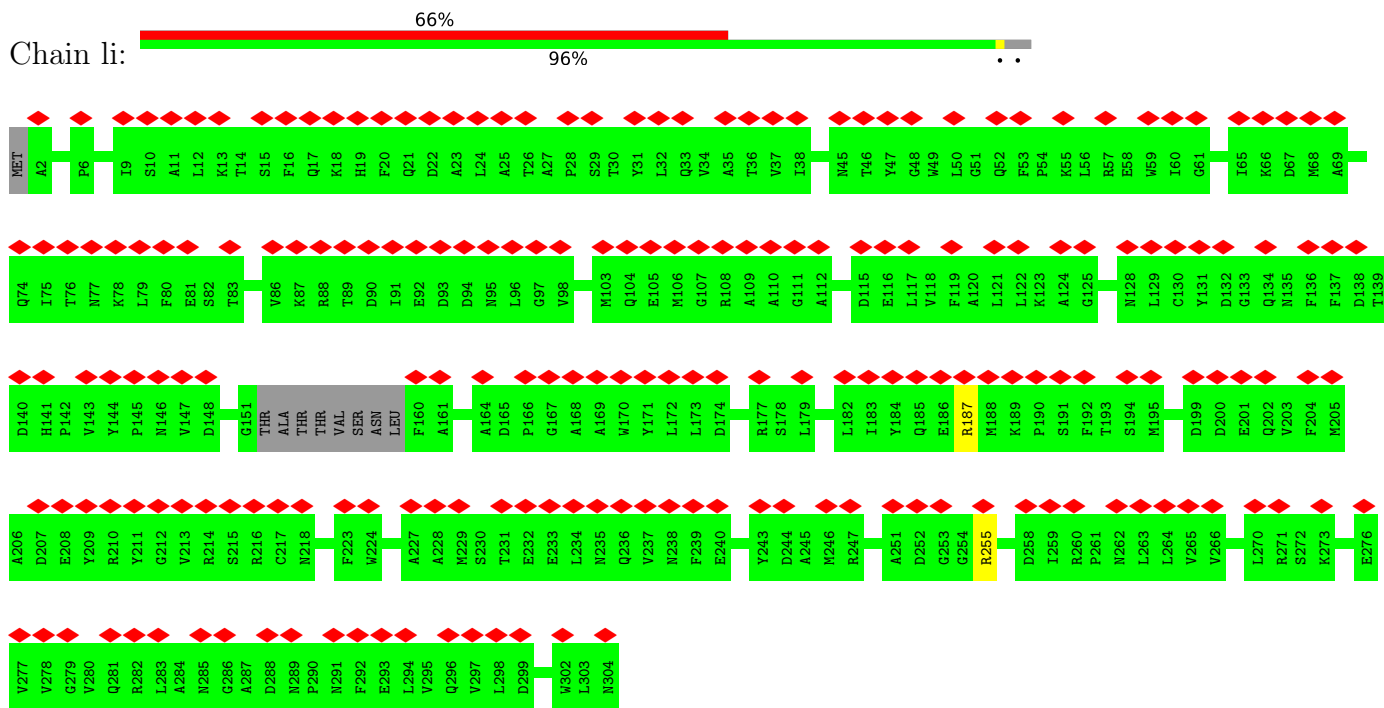 66%
Chain li:
96%
. .
MET A2 P6 I9 S10 A11 L12 K13 T14 S15 F16 Q17 K18 H19 F20 Q21 D22 A23 L24 A25 T26 A27 P28 S29 T30 Y31 L32 Q33 V34 A35 T36 V37 I38 N45 T46 Y47 G48 W49 L50 G51 Q52 F53 P54 K55 L56 R57 E58 W59 I60 G61 I65 K66 D67 M68 A69
Q74 I75 T76 N77 K78 L79 F80 E81 S82 T83 V86 K87 R88 T89 D90 I91 E92 D93 D94 N95 L96 G97 V98 M103 Q104 E105 M106 G107 R108 A109 A110 G111 A112 D115 E116 L117 V118 F119 A120 L121 L122 K123 A124 G125 N128 L129 C130 Y131 D132 G133 Q134 N135 F136 F137 D138 T139
D140 H141 P142 V143 Y144 P145 N146 V147 D148 G151 THR ALA THR THR VAL SER ASN LEU F160 A161 A164 D165 P166 G167 A168 A169 W170 Y171 L172 L173 D174 R177 S178 L179 L182 I183 Y184 Q185 E186 R187 M188 K189 P190 S191 F192 T193 S194 M195 D199 D200 E201 Q202 V203 F204 M205
A206 D207 E208 Y209 R210 Y211 G212 V213 R214 S215 R216 C217 N218 F223 W224 A227 A228 M229 S230 T231 E232 E233 L234 N235 Q236 V237 N238 F239 E240 Y243 D244 A245 M246 R247 A251 D252 G253 G254 R255 D258 I259 R260 P261 N262 L263 L264 V265 V266 L270 R271 S272 K273 E276
V277 V278 G279 V280 Q281 R282 L283 A284 N285 G286 A287 D288 N289 P290 N291 F292 E293 L294 V295 Q296 V297 L298 D299 W302 L303 N304